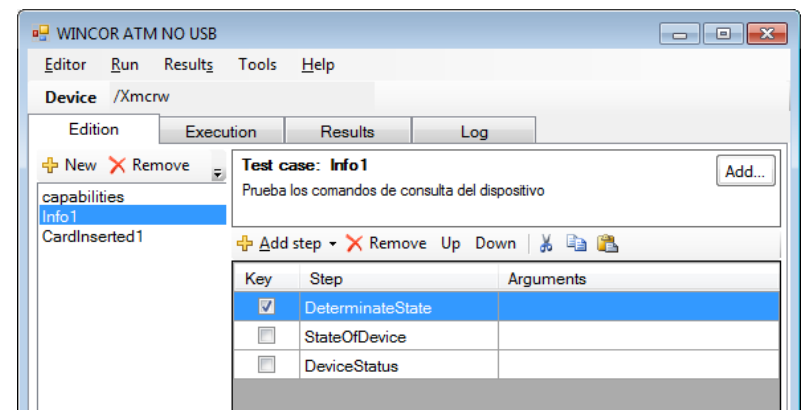 WINCOR ATM NO USB
Editor Run Results Tools Help
Device /Xmcrw
Edition Execution Results Log
New Remove
capabilities
Info1
CardInserted1
Test case: Info1
Prueba los comandos de consulta del dispositivo
Add...
Add step Remove Up Down
Key Step Arguments
DeterminateState
StateOfDevice
DeviceStatus